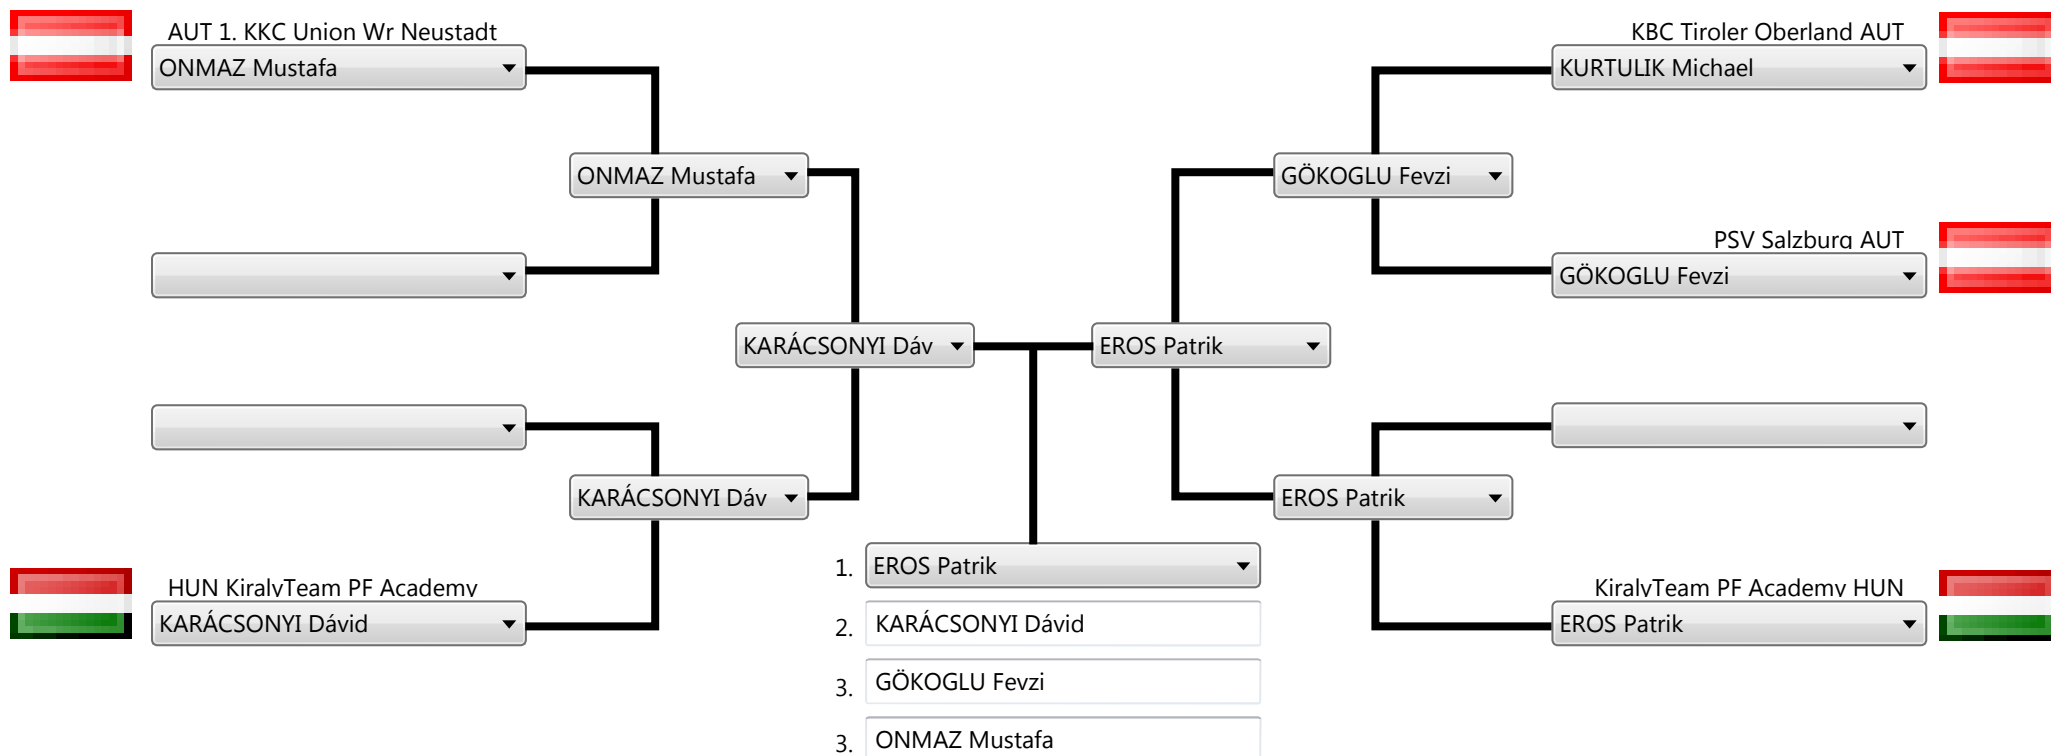 AUT 1. KKC Union Wr Neustadt
KBC Tiroler Oberland AUT
ONMAZ Mustafa
KURTULIK Michael
ONMAZ Mustafa
GÖKOGLU Fevzi
PSV Salzburg AUT
GÖKOGLU Fevzi
KARÁCSONYI Dáv
EROS Patrik
KARÁCSONYI Dáv
EROS Patrik
1. EROS Patrik
HUN KiralyTeam PF Academy
KiralyTeam PF Academy HUN
KARÁCSONYI Dávid
EROS Patrik
2. KARÁCSONYI Dávid
3. GÖKOGLU Fevzi
3. ONMAZ Mustafa